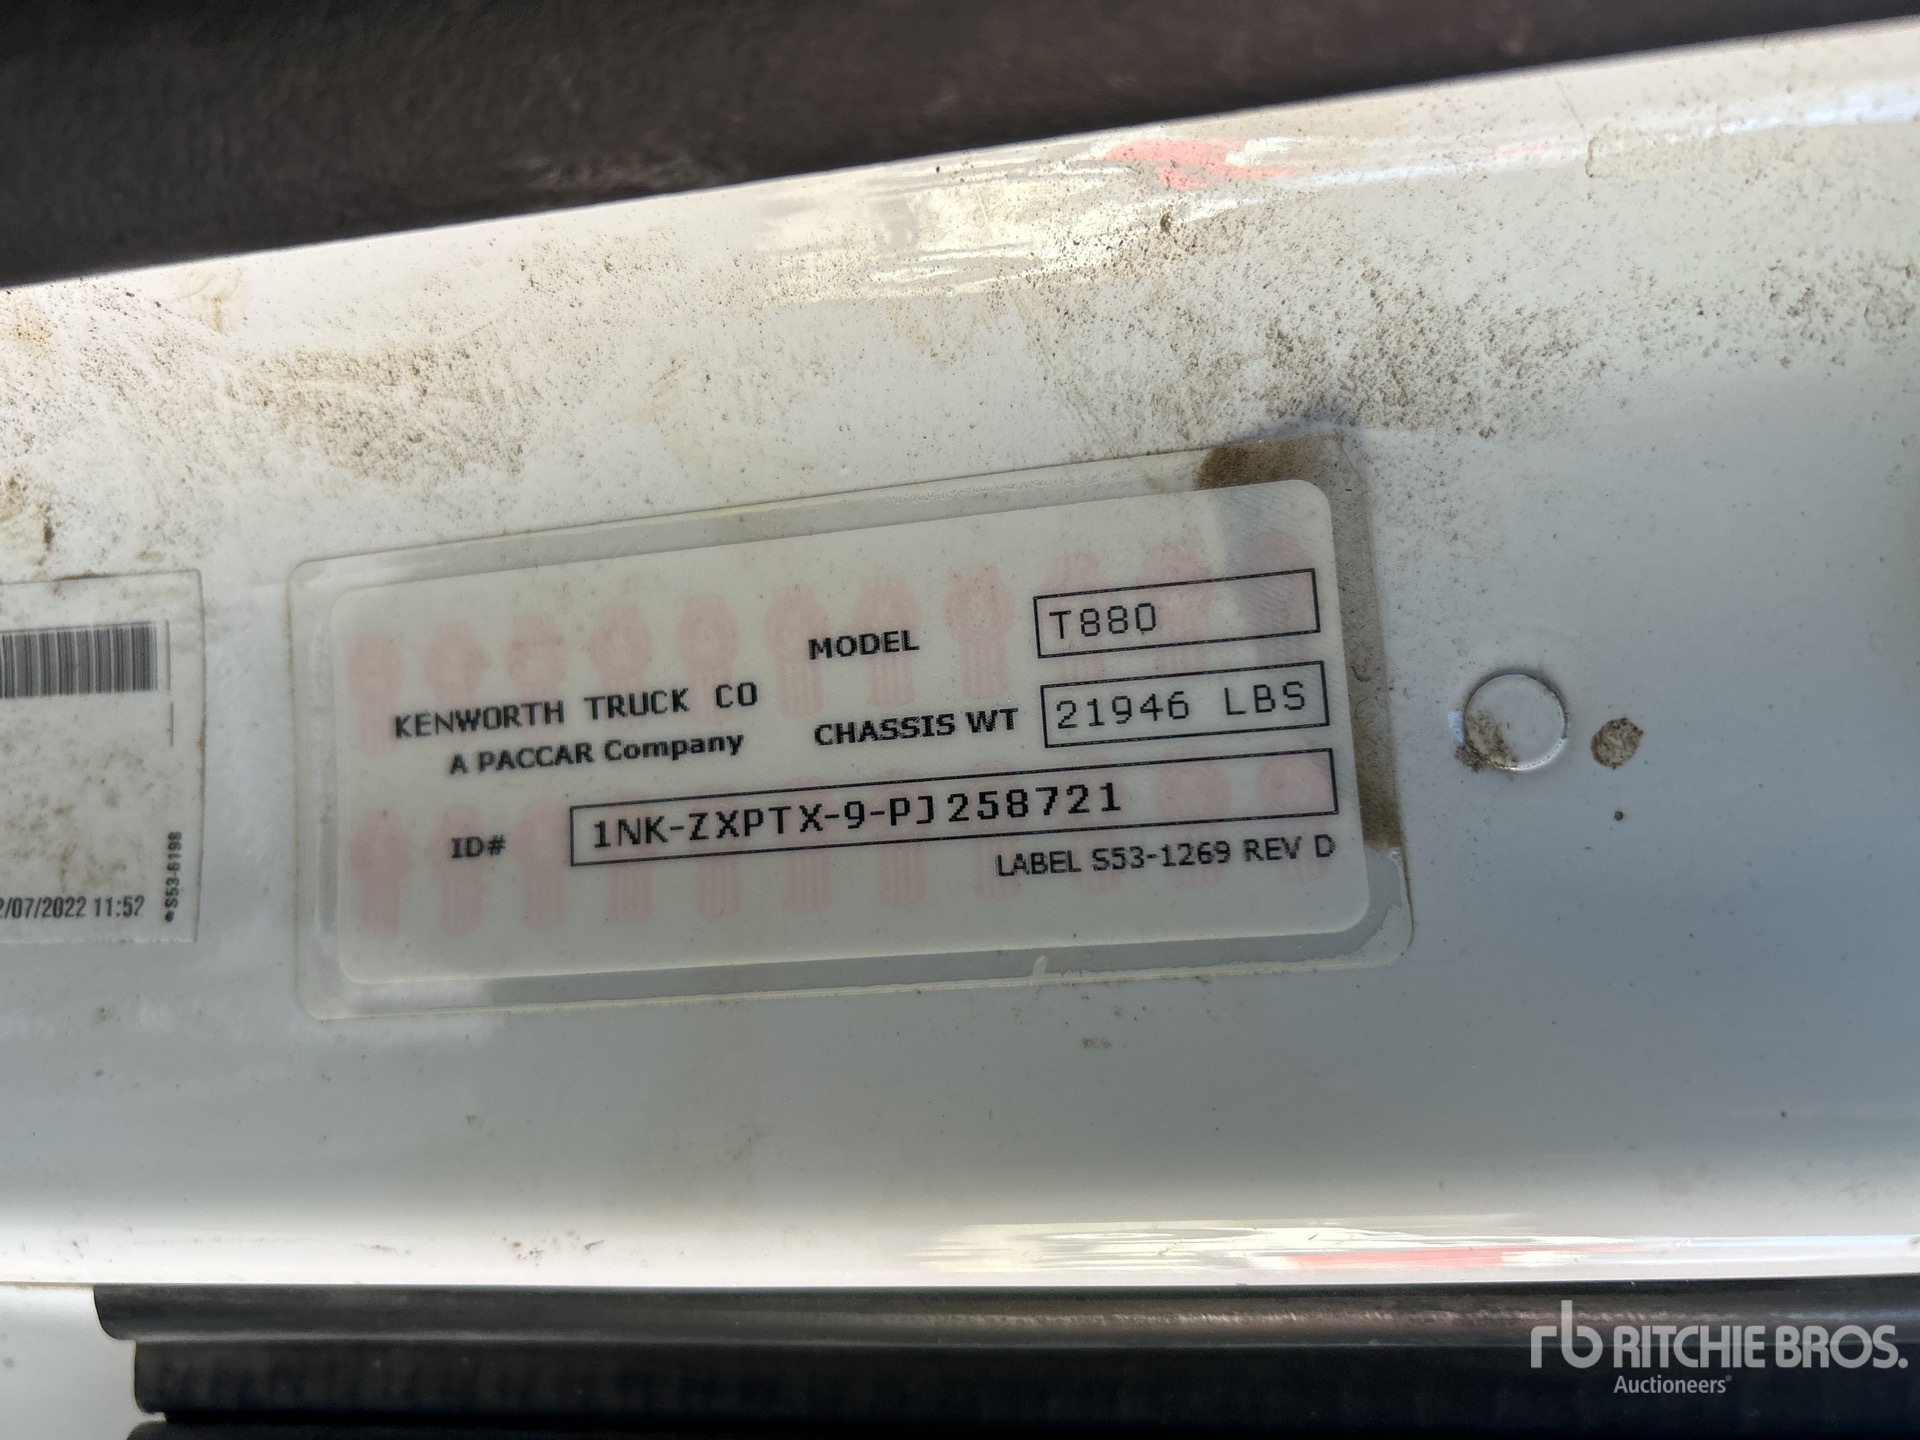 MODEL T880
KENWORTH TRUCK CO
A PACCAR Company
CHASSIS WT 21946 LBS
ID# 1NK-ZXPTX-9-PJ258721
LABEL S53-1269 REV D
2/07/2022 11:52
●S53-6198
rb RITCHIE BROS.
Auctioneers®